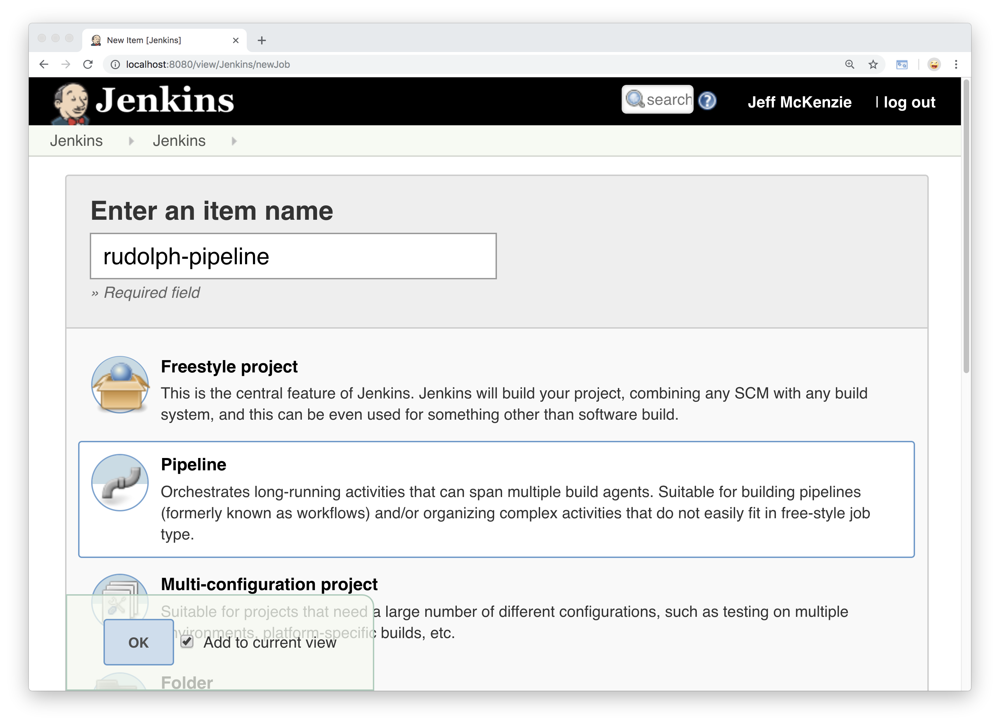 New Item [Jenkins]
localhost:8080/view/Jenkins/newJob
Jenkins
search
Jeff McKenzie
| log out
Jenkins
Jenkins
Enter an item name
rudolph-pipeline
» Required field
Freestyle project
This is the central feature of Jenkins. Jenkins will build your project, combining any SCM with any build
system, and this can be even used for something other than software build.
Pipeline
Orchestrates long-running activities that can span multiple build agents. Suitable for building pipelines
(formerly known as workflows) and/or organizing complex activities that do not easily fit in free-style job
type.
Multi-configuration project
Suitable for projects that need a large number of different configurations, such as testing on multiple
environments, platform-specific builds, etc.
OK
Add to current view
Folder